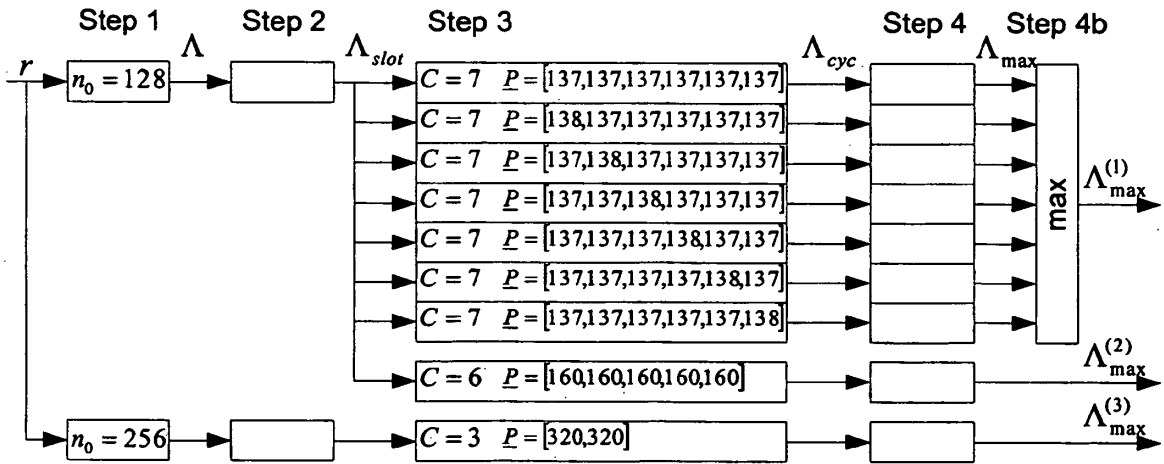 Step 1 Step 2 Step 3 Step 4 Step 4b
r Λ Λ_slot Λ_cyc Λ_max
n₀ = 128
C = 7 P = [137,137,137,137,137,137]
C = 7 P = [138,137,137,137,137,137]
C = 7 P = [137,138,137,137,137,137]
C = 7 P = [137,137,138,137,137,137]
C = 7 P = [137,137,137,138,137,137]
C = 7 P = [137,137,137,137,138,137]
C = 7 P = [137,137,137,137,137,138]
max
Λ_max^(1)
C = 6 P = [160,160,160,160,160]
Λ_max^(2)
n₀ = 256
C = 3 P = [320,320]
Λ_max^(3)